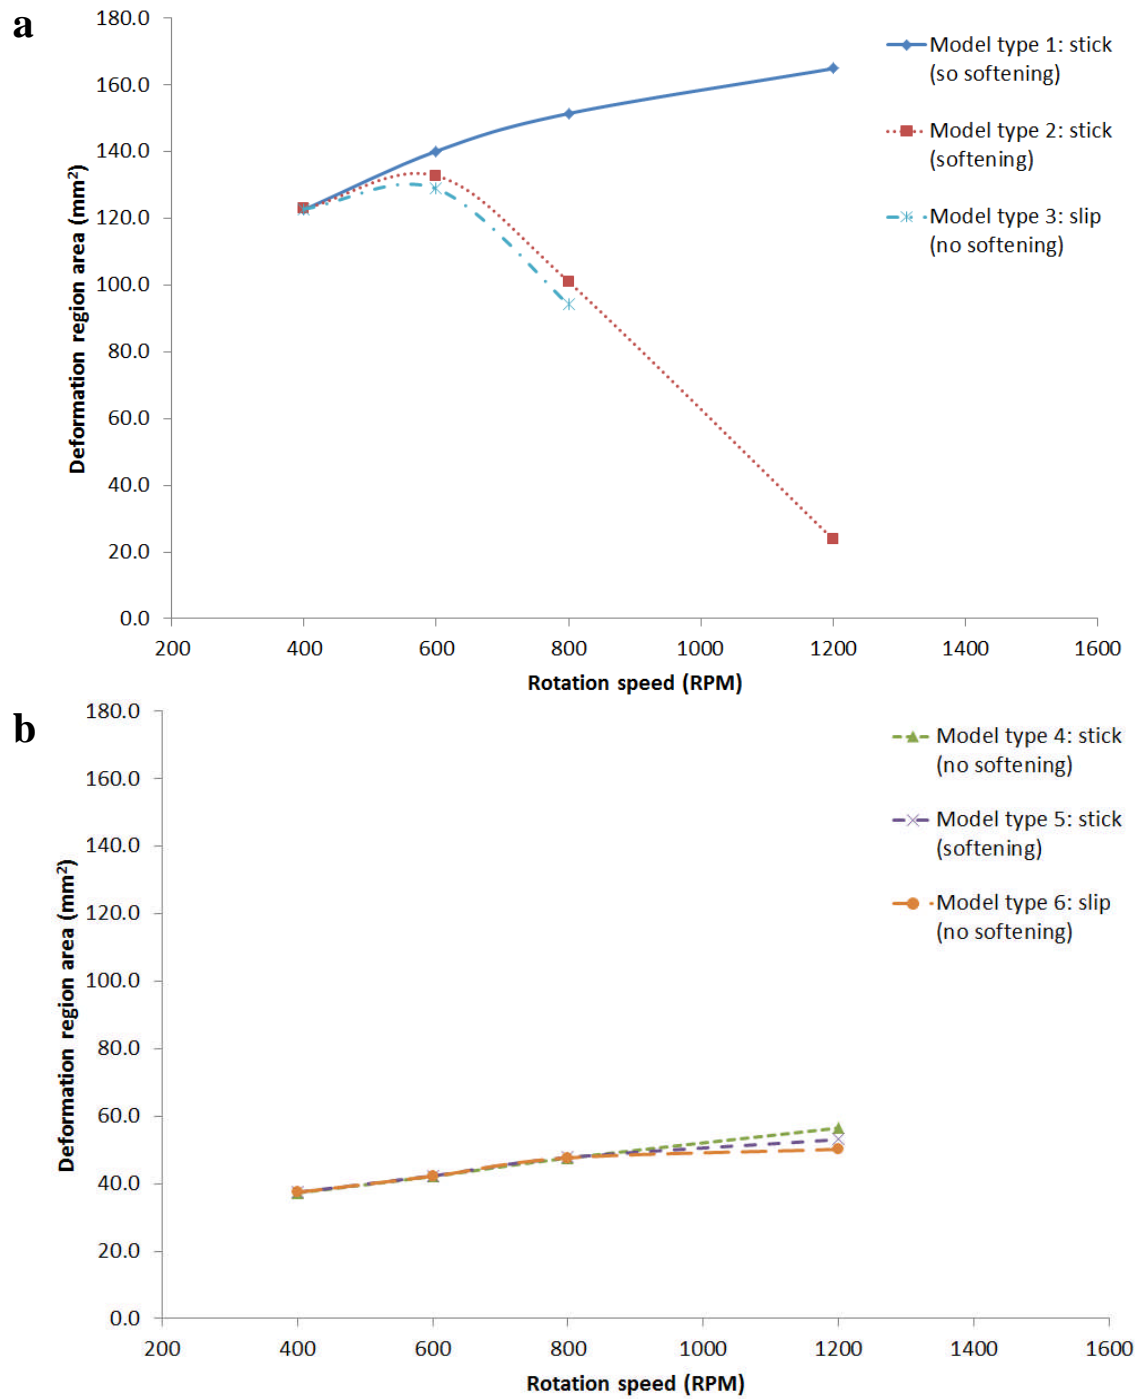 a
180.0
160.0
140.0
120.0
100.0
80.0
60.0
40.0
20.0
0.0
Deformation region area (mm²)
200 400 600 800 1000 1200 1400 1600
Rotation speed (RPM)
Model type 1: stick
(so softening)
Model type 2: stick
(softening)
Model type 3: slip
(no softening)
b
180.0
160.0
140.0
120.0
100.0
80.0
60.0
40.0
20.0
0.0
Deformation region area (mm²)
200 400 600 800 1000 1200 1400 1600
Rotation speed (RPM)
Model type 4: stick
(no softening)
Model type 5: stick
(softening)
Model type 6: slip
(no softening)